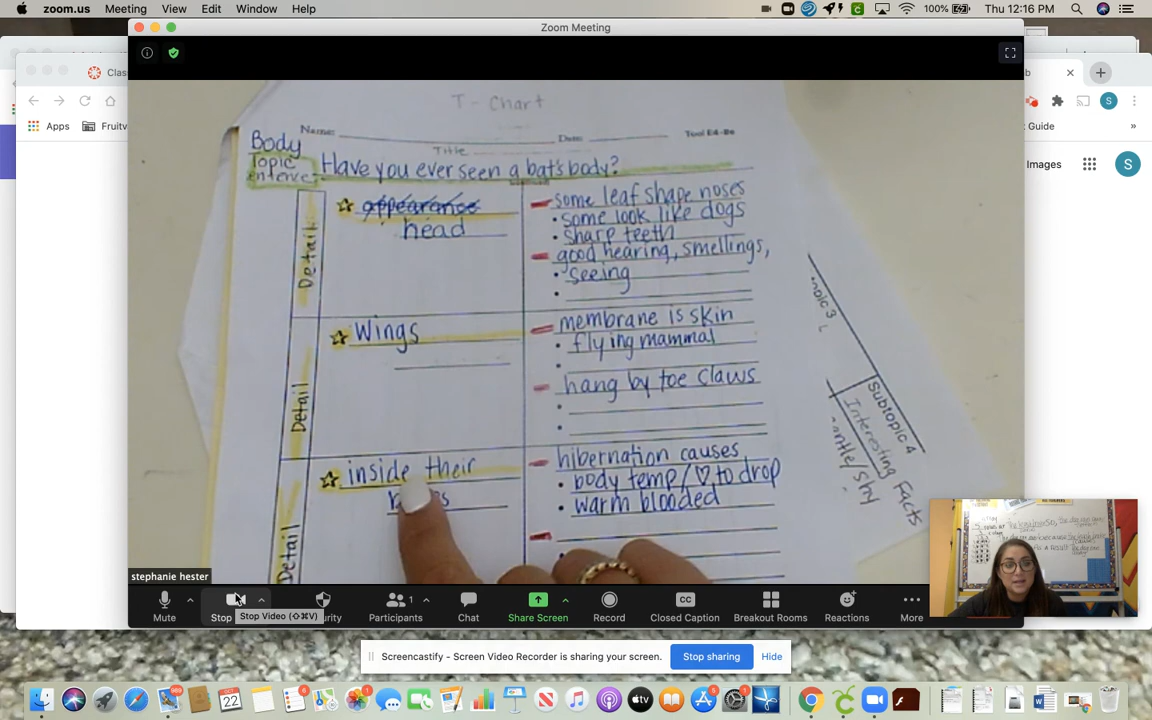 zoom.us Meeting View Edit Window Help 100% Thu 12:16 PM
Zoom Meeting
Clas
b
Apps Fruitv
Guide »
Images S
T - Chart
Name: Date: Tool E4-8a
Title
Body
Topic
Have you ever seen a bat's body?
Detail
appearance
head
some leaf shape noses
some look like dogs
sharp teeth
good hearing, smellings,
seeing
Detail
Wings
membrane is skin
flying mammal
hang by toe claws
Detail
inside their
hibernation causes
body temp/♡ to drop
warm blooded
Subtopic 4
Interesting Facts
stephanie hester
Mute Stop Participants 1 Chat Share Screen Record Closed Caption Breakout Rooms Reactions More
Stop Video (⇧⌘V)
Screencastify - Screen Video Recorder is sharing your screen. Stop sharing Hide